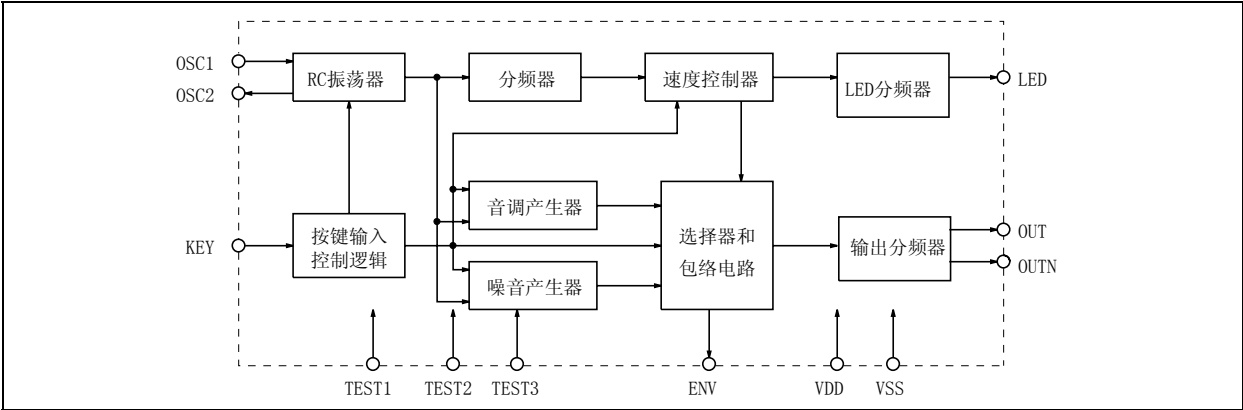 OSC1
OSC2
RC振荡器
分频器
速度控制器
LED分频器
LED
KEY
按键输入
控制逻辑
音调产生器
噪音产生器
选择器和
包络电路
输出分频器
OUT
OUTN
TEST1
TEST2
TEST3
ENV
VDD
VSS